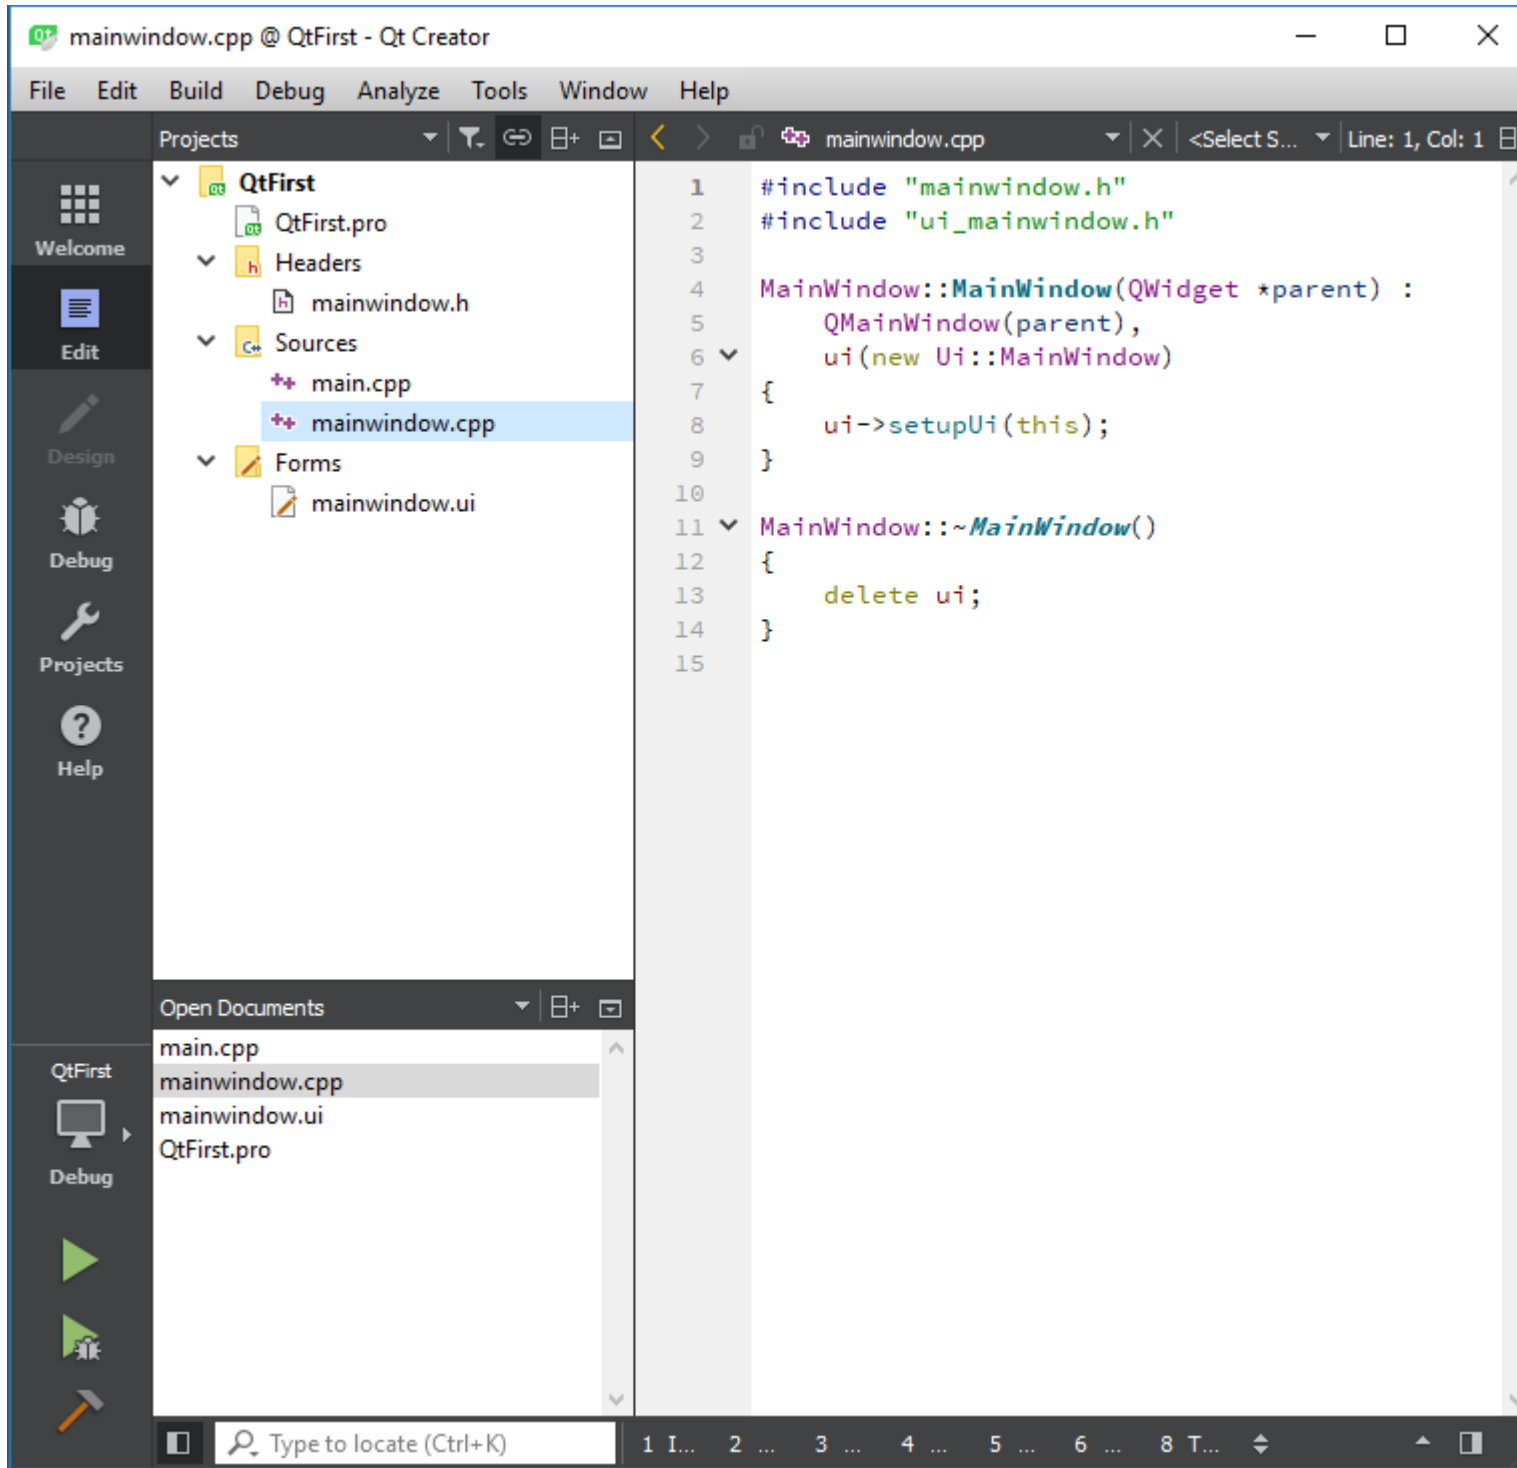 mainwindow.cpp @ QtFirst - Qt Creator
File Edit Build Debug Analyze Tools Window Help
Projects
mainwindow.cpp <Select S... Line: 1, Col: 1
Welcome
Edit
Design
Debug
Projects
Help
QtFirst
QtFirst.pro
Headers
mainwindow.h
Sources
main.cpp
mainwindow.cpp
Forms
mainwindow.ui
1 #include "mainwindow.h"
2 #include "ui_mainwindow.h"
3
4 MainWindow::MainWindow(QWidget *parent) :
5 QMainWindow(parent),
6 ui(new Ui::MainWindow)
7 {
8 ui->setupUi(this);
9 }
10
11 MainWindow::~MainWindow()
12 {
13 delete ui;
14 }
15
Open Documents
main.cpp
mainwindow.cpp
mainwindow.ui
QtFirst.pro
QtFirst
Debug
Type to locate (Ctrl+K)
1 I... 2 ... 3 ... 4 ... 5 ... 6 ... 8 T...